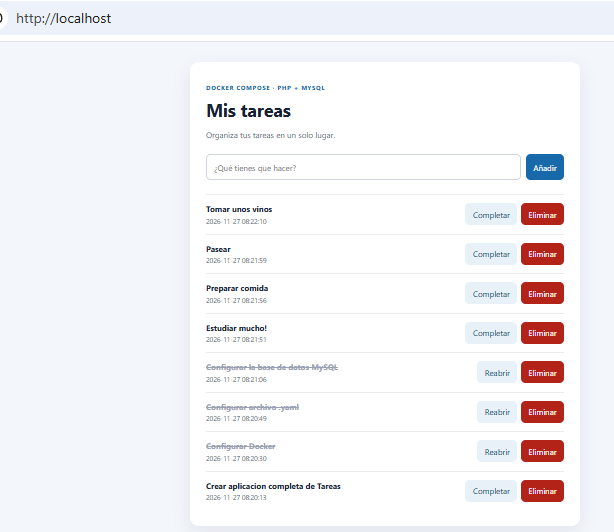 http://localhost
DOCKER COMPOSE · PHP + MYSQL
Mis tareas
Organiza tus tareas en un solo lugar.
¿Qué tienes que hacer?
Añadir
Tomar unos vinos
2026-11-27 08:22:10
Completar
Eliminar
Pasear
2026-11-27 08:21:59
Completar
Eliminar
Preparar comida
2026-11-27 08:21:56
Completar
Eliminar
Estudiar mucho!
2026-11-27 08:21:51
Completar
Eliminar
Configurar la base de datos MySQL
2026-11-27 08:21:06
Reabrir
Eliminar
Configurar archivo .yaml
2026-11-27 08:20:49
Reabrir
Eliminar
Configurar Docker
2026-11-27 08:20:30
Reabrir
Eliminar
Crear aplicacion completa de Tareas
2026-11-27 08:20:13
Completar
Eliminar